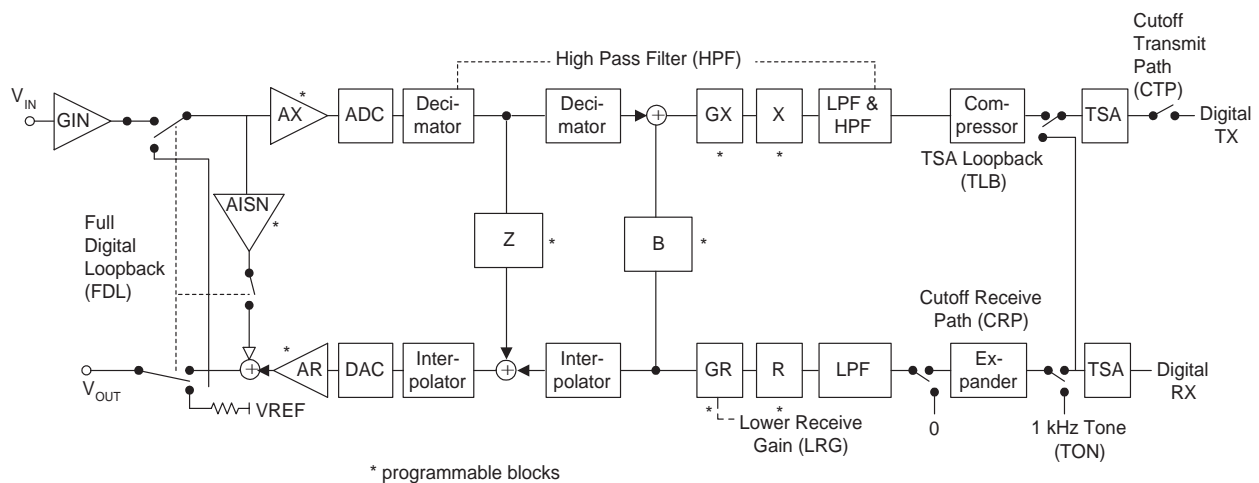 High Pass Filter (HPF)
Cutoff
Transmit
Path
(CTP)
VIN
GIN
AX
*
ADC
Deci-
mator
Deci-
mator
+
GX
*
X
*
LPF &
HPF
Com-
pressor
TSA
Digital
TX
TSA Loopback
(TLB)
AISN
*
Full
Digital
Loopback
(FDL)
Z
*
B
*
Cutoff Receive
Path (CRP)
VOUT
+
*
AR
DAC
Inter-
polator
+
Inter-
polator
GR
*
R
*
LPF
Ex-
pander
TSA
Digital
RX
VREF
Lower Receive
Gain (LRG)
0
1 kHz Tone
(TON)
* programmable blocks